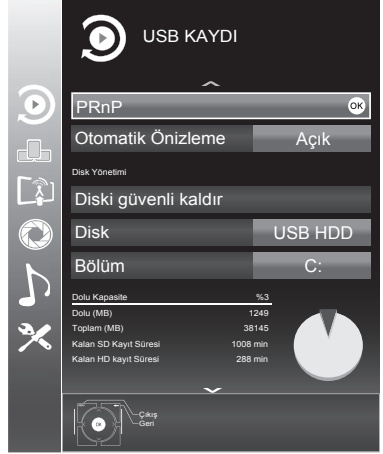 USB KAYDI
PRnP OK
Otomatik Önizleme Açık
Disk Yönetimi
Diski güvenli kaldır
Disk USB HDD
Bölüm C:
Dolu Kapasite %3
Dolu (MB) 1249
Toplam (MB) 38145
Kalan SD Kayıt Süresi 1008 min
Kalan HD kayıt Süresi 288 min
Çıkış
Geri
OK